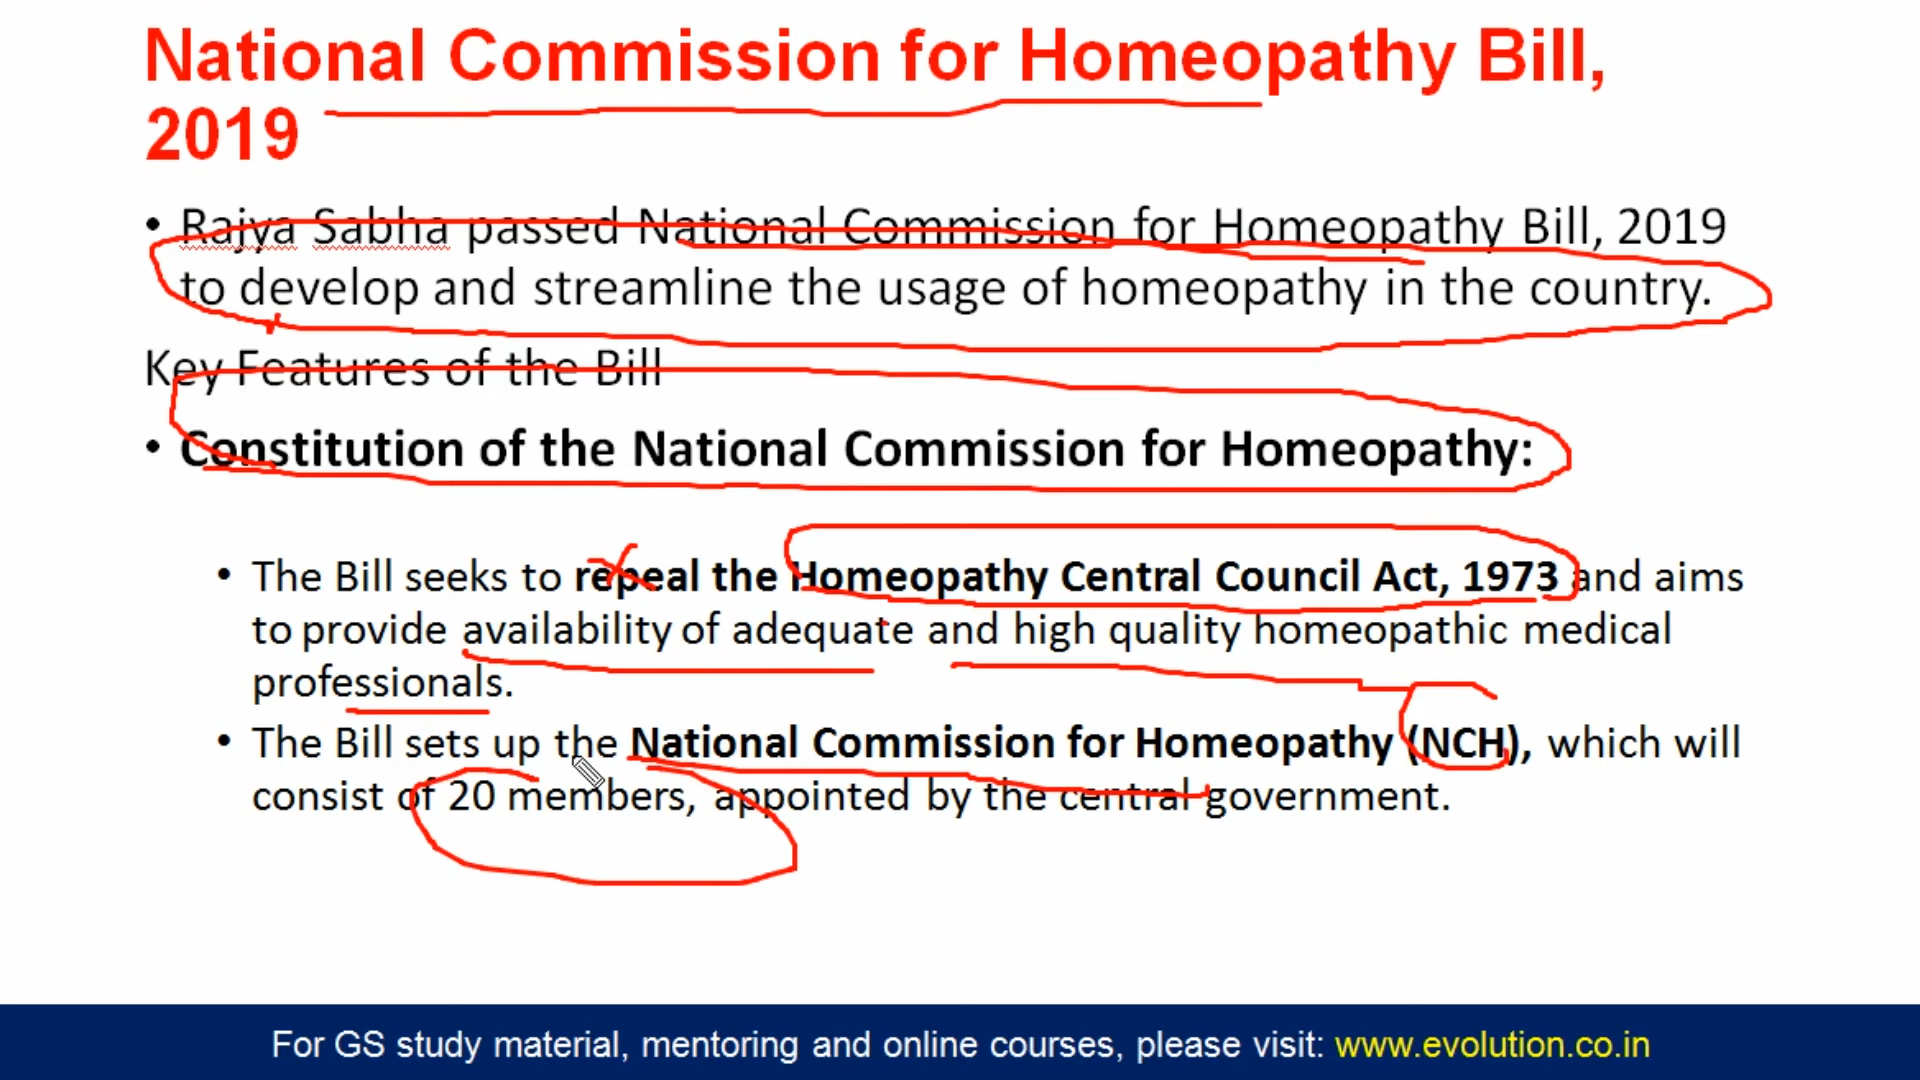 National Commission for Homeopathy Bill,
2019
• Rajya Sabha passed National Commission for Homeopathy Bill, 2019
to develop and streamline the usage of homeopathy in the country.
Key Features of the Bill
• Constitution of the National Commission for Homeopathy:
• The Bill seeks to repeal the Homeopathy Central Council Act, 1973 and aims
to provide availability of adequate and high quality homeopathic medical
professionals.
• The Bill sets up the National Commission for Homeopathy (NCH), which will
consist of 20 members, appointed by the central government.
For GS study material, mentoring and online courses, please visit: www.evolution.co.in